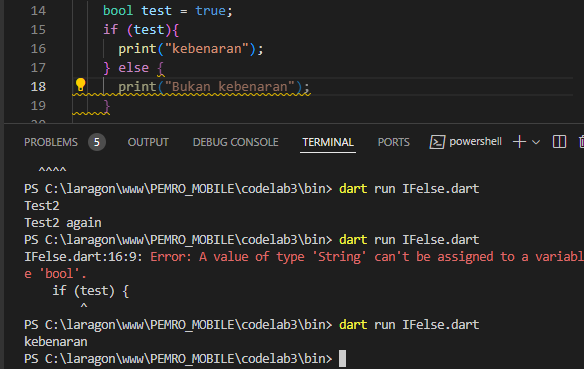 14 bool test = true;
15 if (test){
16 print("kebenaran");
17 } else {
18 print("Bukan kebenaran");
19 }
PROBLEMS 5 OUTPUT DEBUG CONSOLE TERMINAL PORTS powershell
^^^^
PS C:\laragon\www\PEMRO_MOBILE\codelab3\bin> dart run IFelse.dart
Test2
Test2 again
PS C:\laragon\www\PEMRO_MOBILE\codelab3\bin> dart run IFelse.dart
IFelse.dart:16:9: Error: A value of type 'String' can't be assigned to a variabl
e 'bool'.
if (test) {
^
PS C:\laragon\www\PEMRO_MOBILE\codelab3\bin> dart run IFelse.dart
kebenaran
PS C:\laragon\www\PEMRO_MOBILE\codelab3\bin>